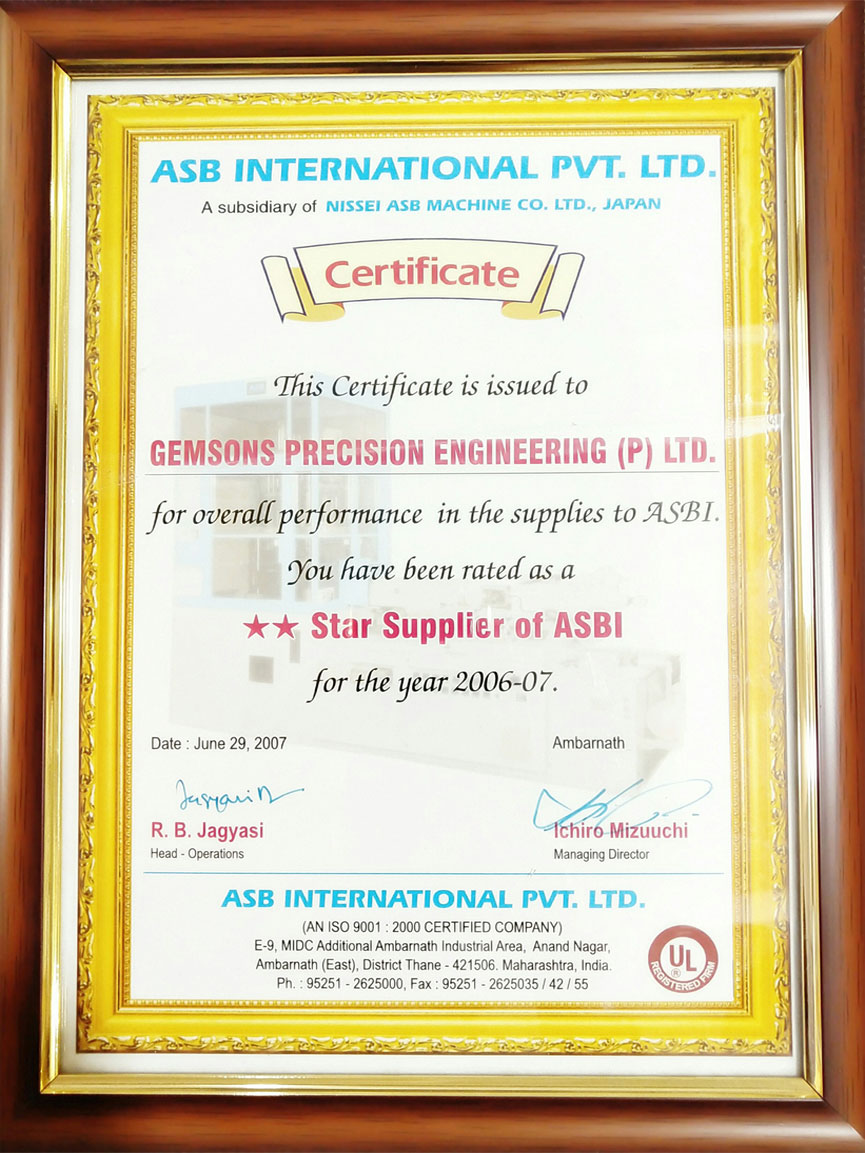 ASB INTERNATIONAL PVT. LTD.
A subsidiary of NISSEI ASB MACHINE CO. LTD., JAPAN
Certificate
This Certificate is issued to
GEMSONS PRECISION ENGINEERING (P) LTD.
for overall performance in the supplies to ASBI.
You have been rated as a
★★ Star Supplier of ASBI
for the year 2006-07.
Date : June 29, 2007
Ambarnath
R. B. Jagyasi
Ichiro Mizuuchi
Head - Operations
Managing Director
ASB INTERNATIONAL PVT. LTD.
(AN ISO 9001 : 2000 CERTIFIED COMPANY)
E-9, MIDC Additional Ambarnath Industrial Area, Anand Nagar,
Ambarnath (East), District Thane - 421506. Maharashtra, India.
Ph. : 95251 - 2625000, Fax : 95251 - 2625035 / 42 / 55
UL
®
REGISTERED FIRM